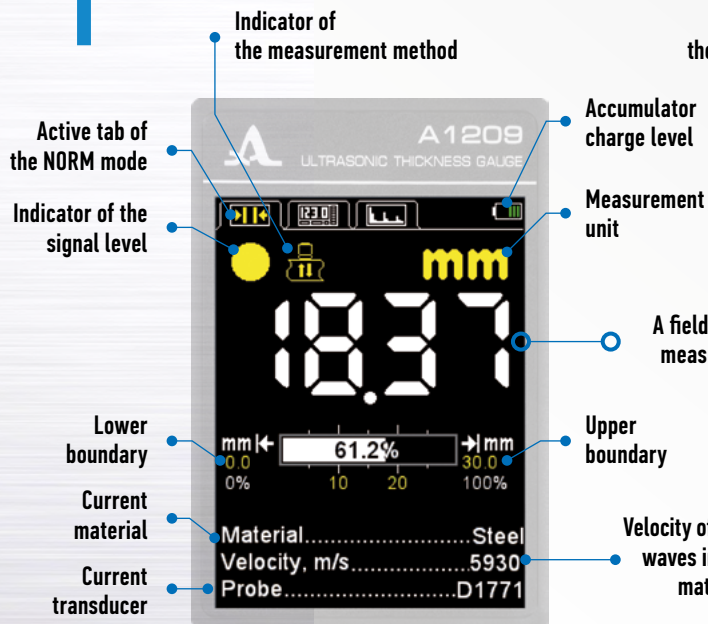 Indicator of
the measurement method
the
Active tab of
the NORM mode
Accumulator
charge level
A1209
ULTRASONIC THICKNESS GAUGE
Indicator of the
signal level
Measurement
unit
123.0
mm
18.37
A field
meas
Lower
boundary
Upper
boundary
mm
0.0
0%
61.2%
10
20
mm
30.0
100%
Current
material
Material......................Steel
Velocity, m/s.................5930
Probe.........................D1771
Velocity of
waves i
mat
Current
transducer